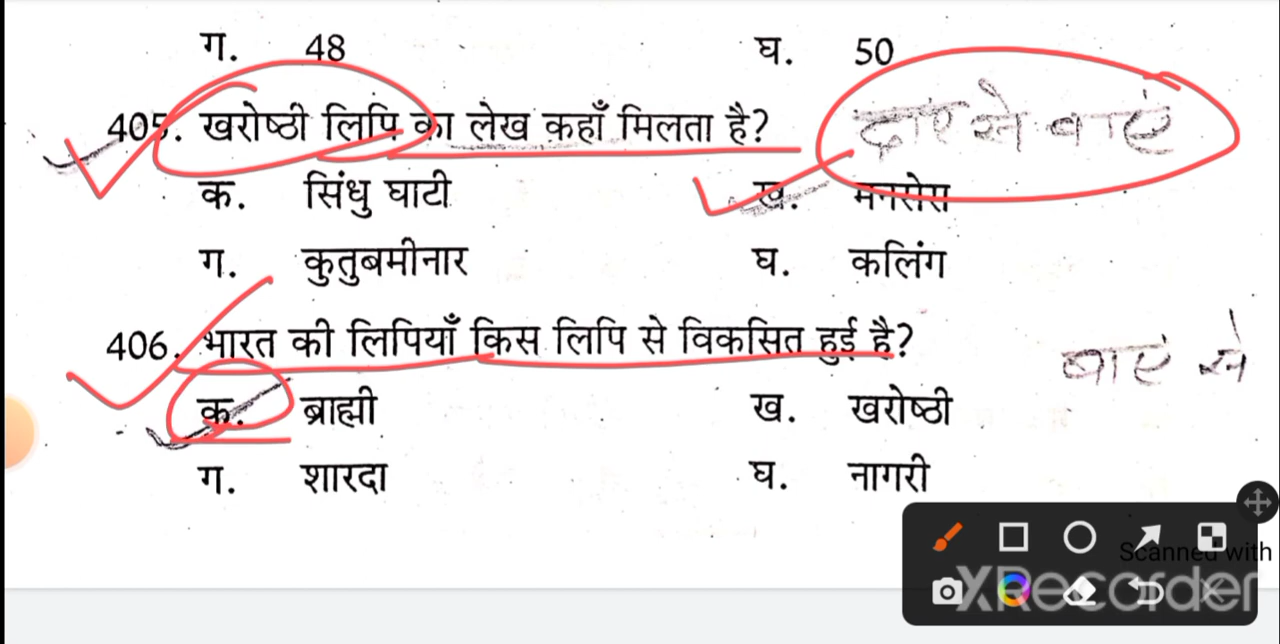 ग. 48 घ. 50
405. खरोष्ठी लिपि का लेख कहाँ मिलता है? दाएं से बाएं
क. सिंधु घाटी ख. मनसेरा
ग. कुतुबमीनार घ. कलिंग
406. भारत की लिपियाँ किस लिपि से विकसित हुई है?
बाएं से
क. ब्राह्मी ख. खरोष्ठी
ग. शारदा घ. नागरी
Scanned with
XRecorder